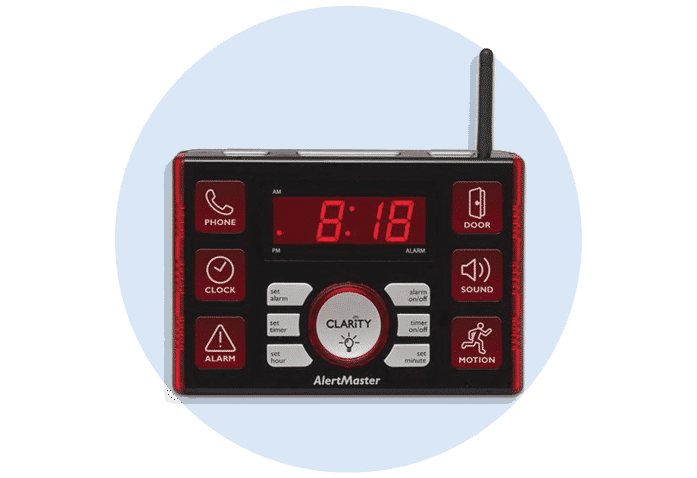 AM
8:18
PM
ALARM
PHONE
CLOCK
ALARM
DOOR
SOUND
MOTION
set
alarm
set
timer
set
hour
CLARITY
alarm
on/off
timer
on/off
set
minute
AlertMaster